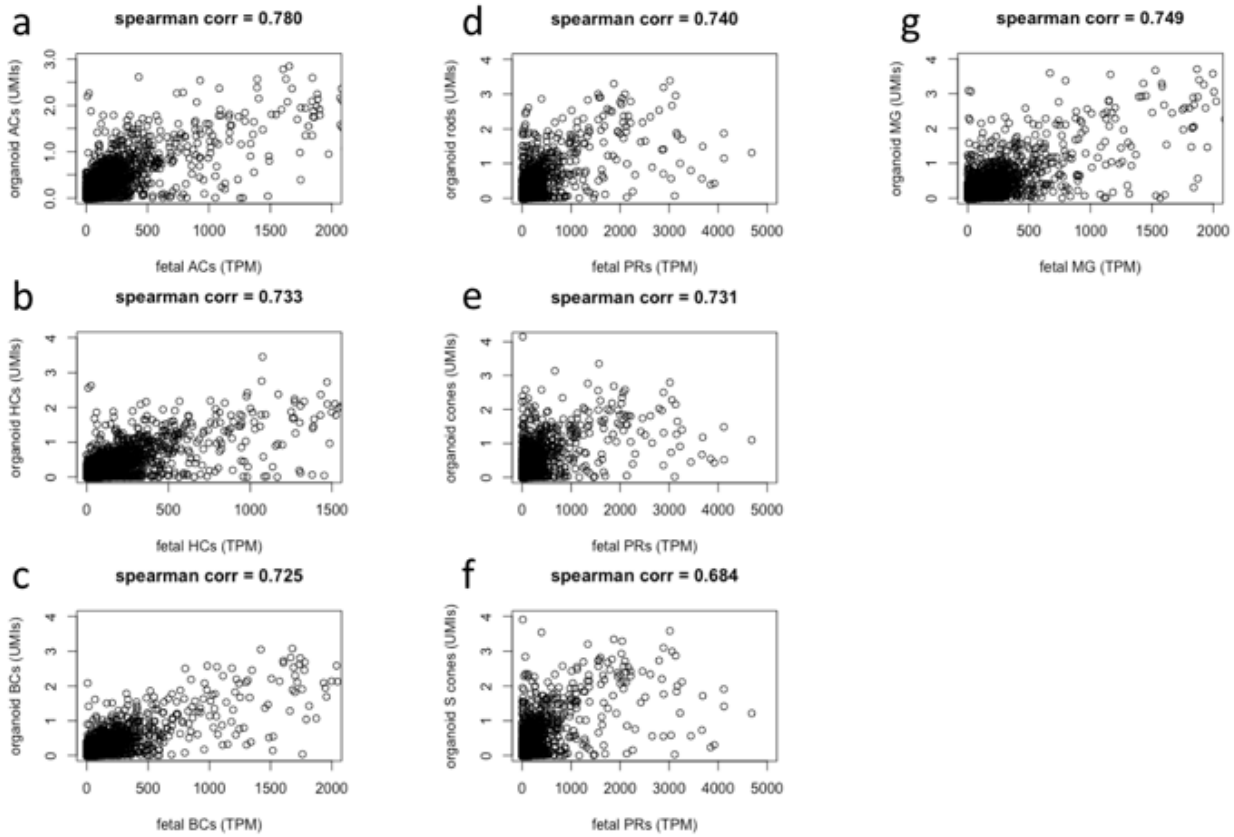 a
spearman corr = 0.780
organoid ACs (UMIs)
0.0 1.0 2.0 3.0
0 500 1000 1500 2000
fetal ACs (TPM)
b
spearman corr = 0.733
organoid HCs (UMIs)
0 1 2 3 4
0 500 1000 1500
fetal HCs (TPM)
c
spearman corr = 0.725
organoid BCs (UMIs)
0 1 2 3 4
0 500 1000 1500 2000
fetal BCs (TPM)
d
spearman corr = 0.740
organoid rods (UMIs)
0 1 2 3 4
0 1000 2000 3000 4000 5000
fetal PRs (TPM)
e
spearman corr = 0.731
organoid cones (UMIs)
0 1 2 3 4
0 1000 2000 3000 4000 5000
fetal PRs (TPM)
f
spearman corr = 0.684
organoid S cones (UMIs)
0 1 2 3 4
0 1000 2000 3000 4000 5000
fetal PRs (TPM)
g
spearman corr = 0.749
organoid MG (UMIs)
0 1 2 3 4
0 500 1000 1500 2000
fetal MG (TPM)